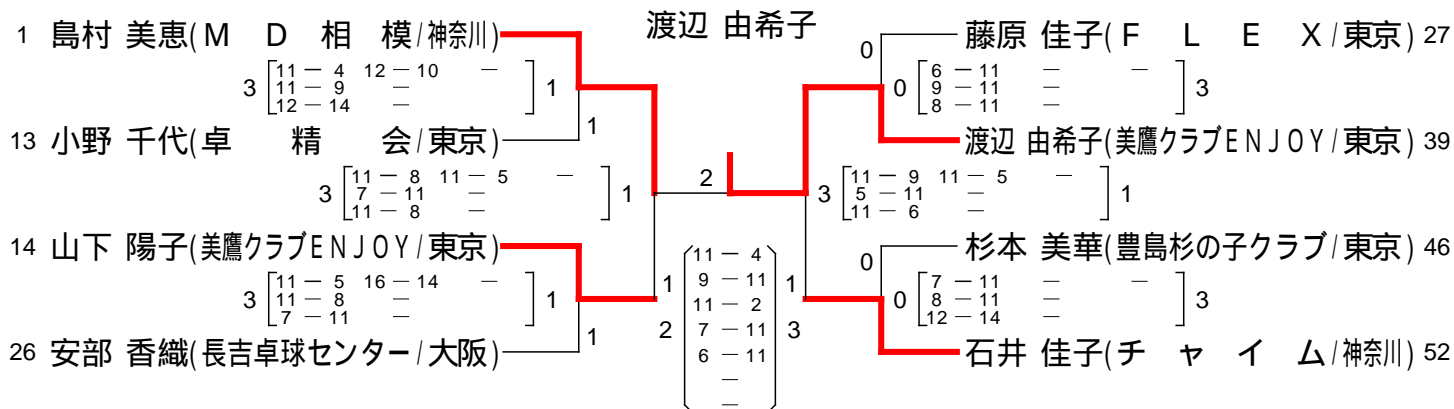 渡辺 由希子
1 島村 美恵(M D 相 模/神奈川)
3 [11 — 4 12 — 10 — ] 1
11 — 9 —
12 — 14 —
1
13 小野 千代(卓 精 会/東京)
3 [11 — 8 11 — 5 — ] 1
7 — 11 —
11 — 8 —
14 山下 陽子(美鷹クラブENJOY/東京)
3 [11 — 5 16 — 14 — ] 1
11 — 8 —
7 — 11 —
1
26 安部 香織(長吉卓球センター/大阪)
2
1
2
11 — 4
9 — 11
11 — 2
7 — 11
6 — 11
—
—
1
3
藤原 佳子(F L E X/東京) 27
0
0 [6 — 11 — — ] 3
9 — 11 —
8 — 11 —
渡辺 由希子(美鷹クラブENJOY/東京) 39
3 [11 — 9 11 — 5 — ] 1
5 — 11 —
11 — 6 —
杉本 美華(豊島杉の子クラブ/東京) 46
0
0 [7 — 11 — — ] 3
8 — 11 —
12 — 14 —
石井 佳子(チ ャ イ ム/神奈川) 52